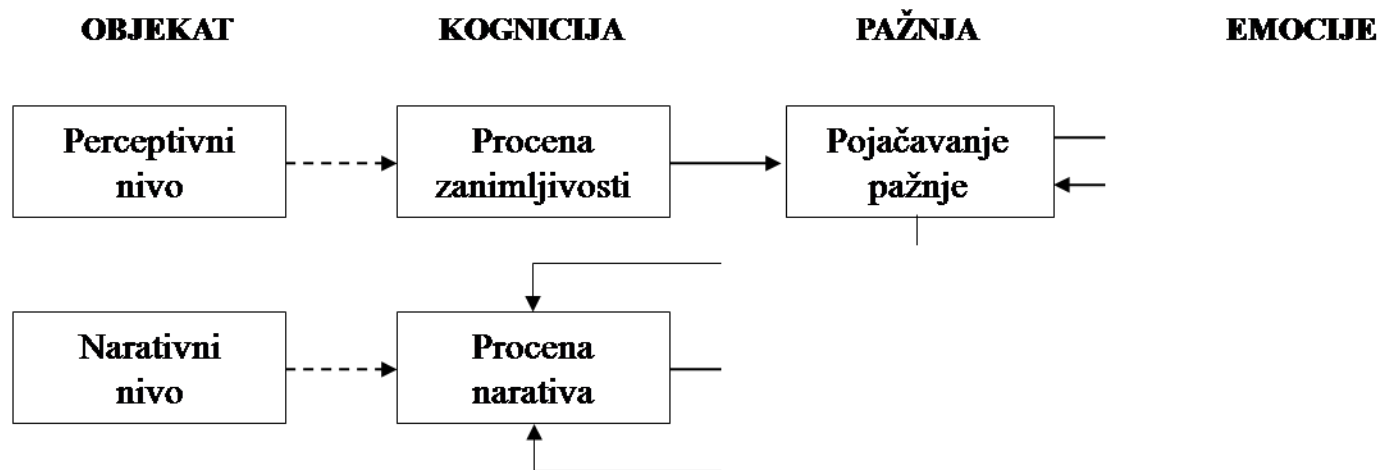 OBJEKAT KOGNICIJA PAŽNJA EMOCIJE
Perceptivni
nivo
Procena
zanimljivosti
Pojačavanje
pažnje
Narativni
nivo
Procena
narativa